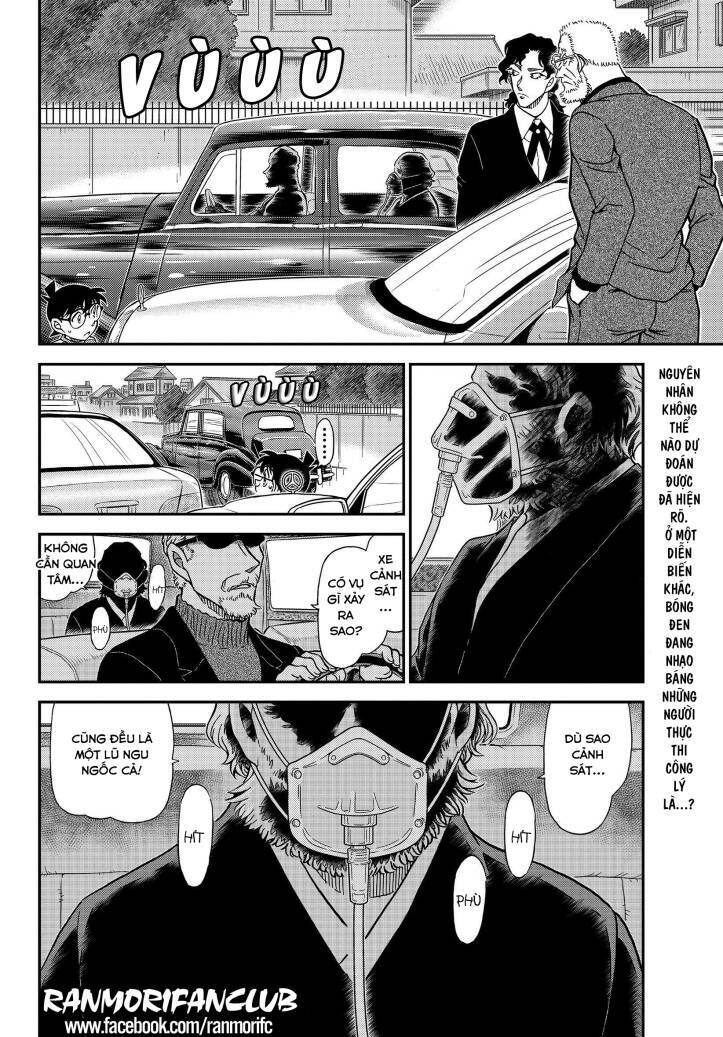 VÙÙÙ
VÙÙÙ
......
XE
CẢNH
SÁT...
CÓ VỤ
GÌ XẢY
RA
SAO?
KHÔNG
CẦN QUAN
TÂM...
HÍT
PHÙ
DÙ SAO
CẢNH
SÁT...
CŨNG ĐỀU LÀ
MỘT LŨ NGU
NGỐC CẢ!
HÍT
PHÙ
HÍT
NGUYÊN
NHÂN
KHÔNG
THỂ
NÀO DỰ
ĐOÁN
ĐƯỢC
ĐÃ HIỆN
RÕ.
Ở MỘT
DIỄN
BIẾN
KHÁC,
BÓNG
ĐEN
ĐANG
NHẠO
BÁNG
NHỮNG
NGƯỜI
THỰC
THI
CÔNG
LÝ
LÀ...?
RANMORIFANCLUB
www.facebook.com/ranmorifc